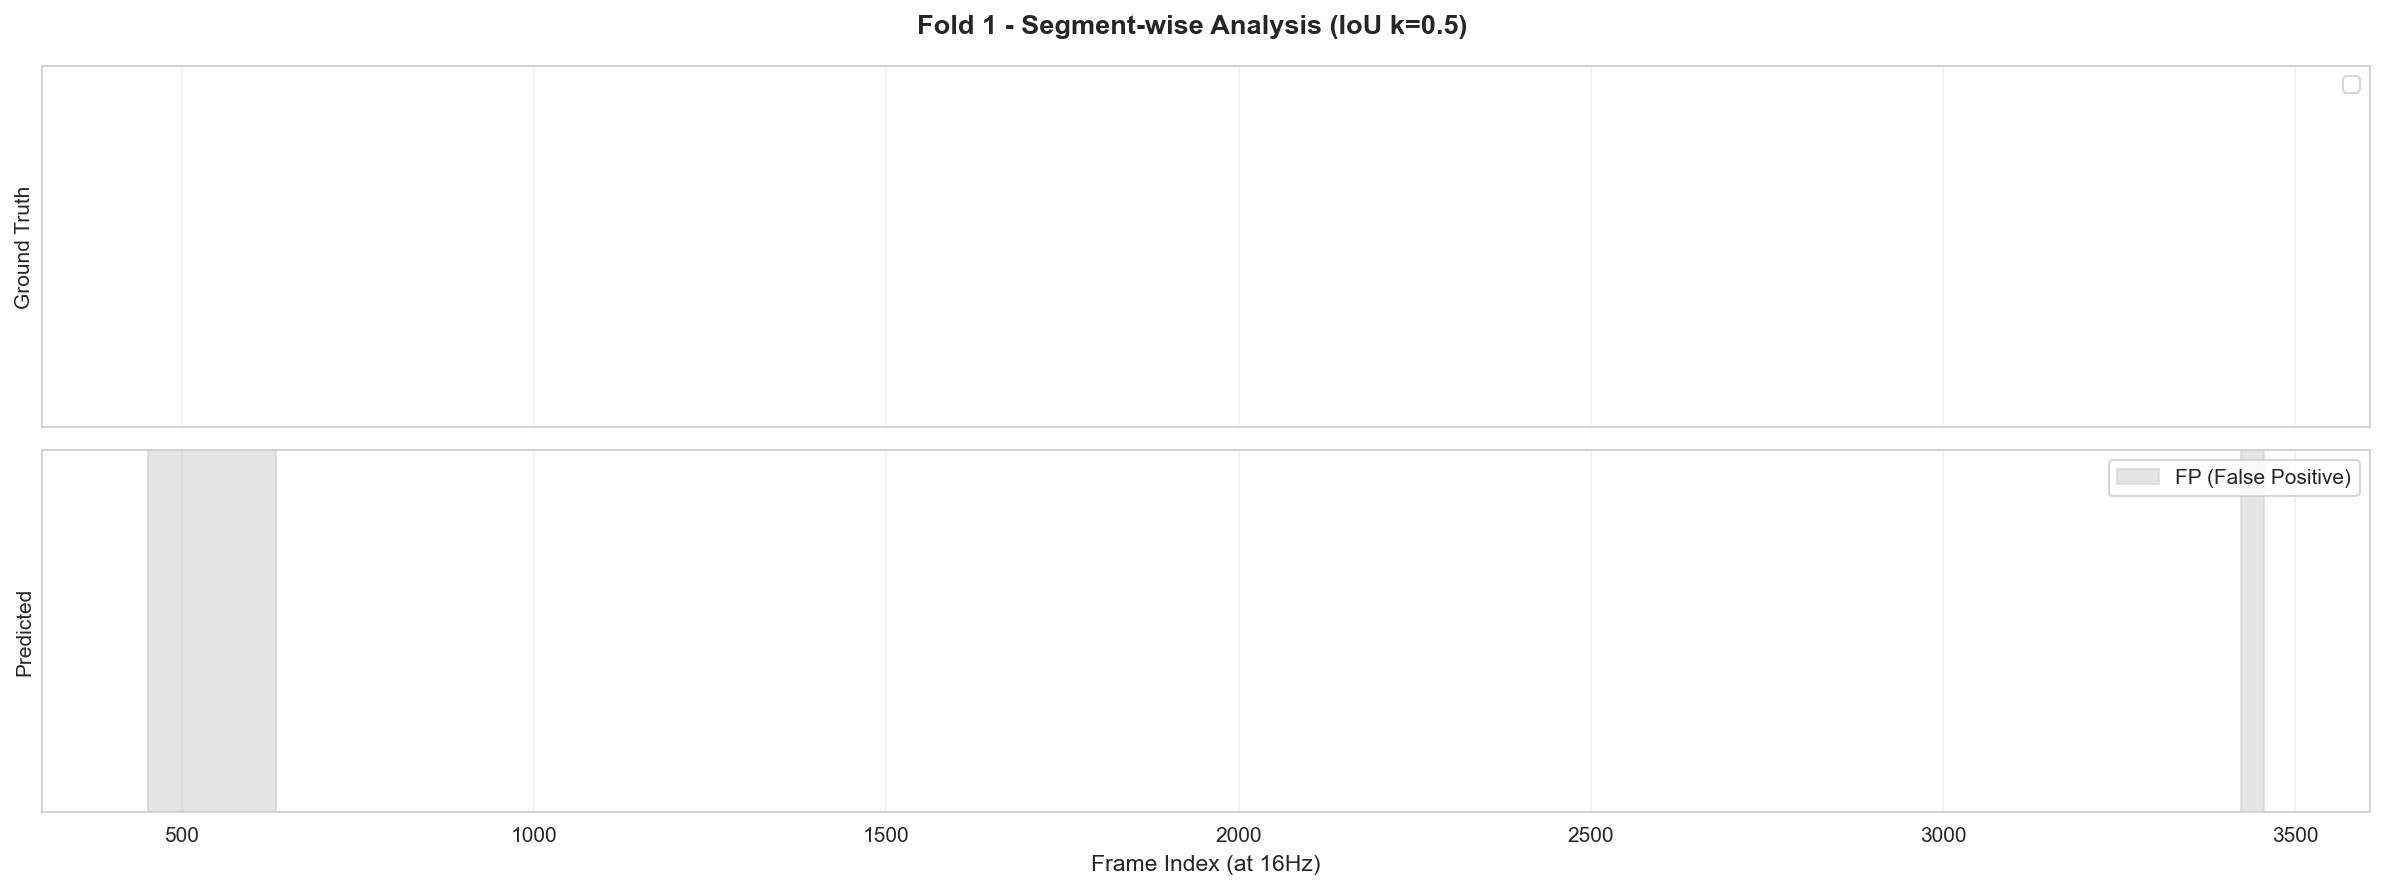 Fold 1 - Segment-wise Analysis (IoU k=0.5)
Ground Truth
FP (False Positive)
Predicted
500 1000 1500 2000 2500 3000 3500
Frame Index (at 16Hz)